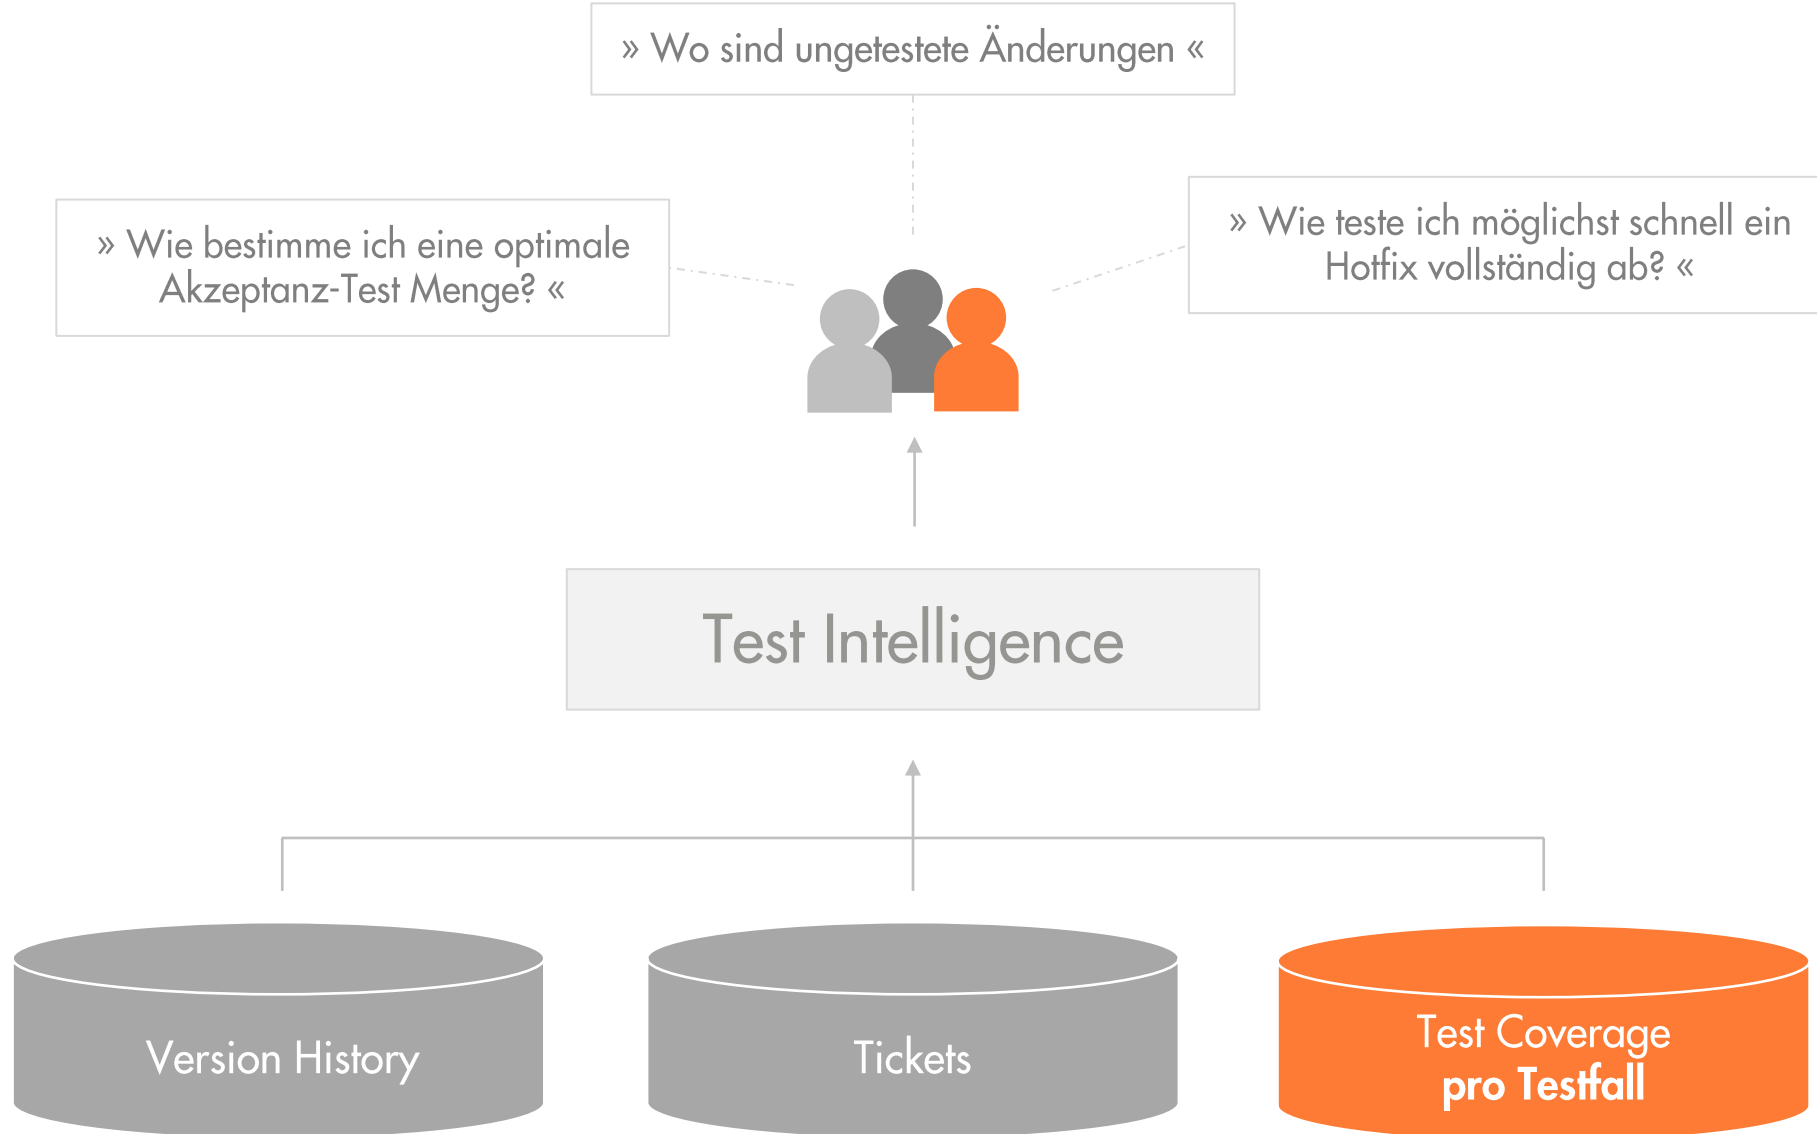 » Wo sind ungetestete Änderungen «
» Wie bestimme ich eine optimale
Akzeptanz-Test Menge? «
» Wie teste ich möglichst schnell ein
Hotfix vollständig ab? «
Test Intelligence
Version History
Tickets
Test Coverage
pro Testfall